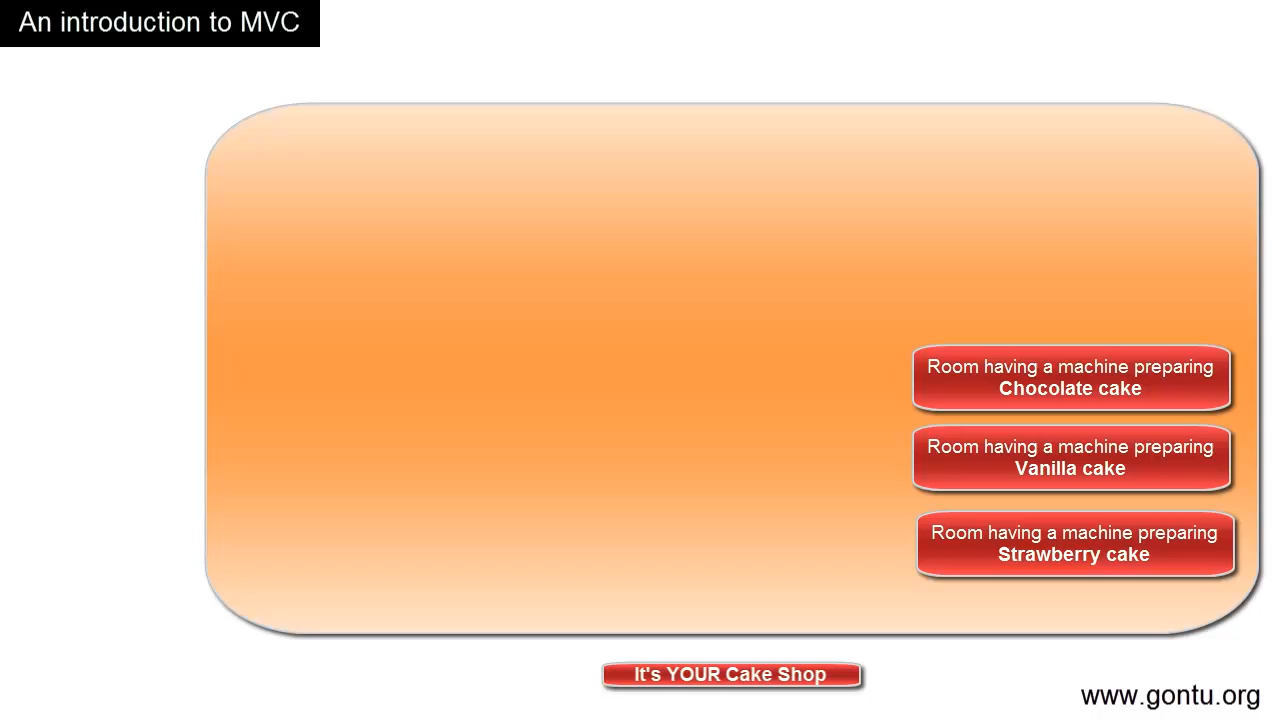 An introduction to MVC
Room having a machine preparing
Chocolate cake
Room having a machine preparing
Vanilla cake
Room having a machine preparing
Strawberry cake
It's YOUR Cake Shop
www.gontu.org